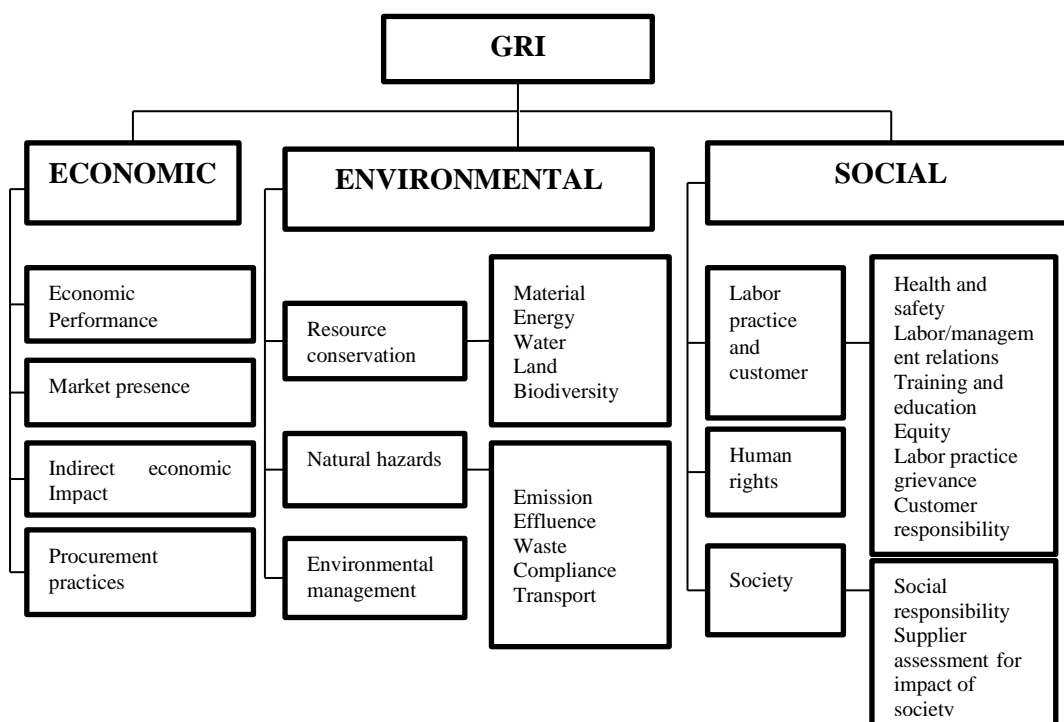 GRI
ECONOMIC
ENVIRONMENTAL
SOCIAL
Economic
Performance
Market presence
Indirect economic
Impact
Procurement
practices
Resource
conservation
Natural hazards
Environmental
management
Material
Energy
Water
Land
Biodiversity
Emission
Effluence
Waste
Compliance
Transport
Labor
practice
and
customer
Human
rights
Society
Health and
safety
Labor/managem
ent relations
Training and
education
Equity
Labor practice
grievance
Customer
responsibility
Social
responsibility
Supplier
assessment for
impact of
society